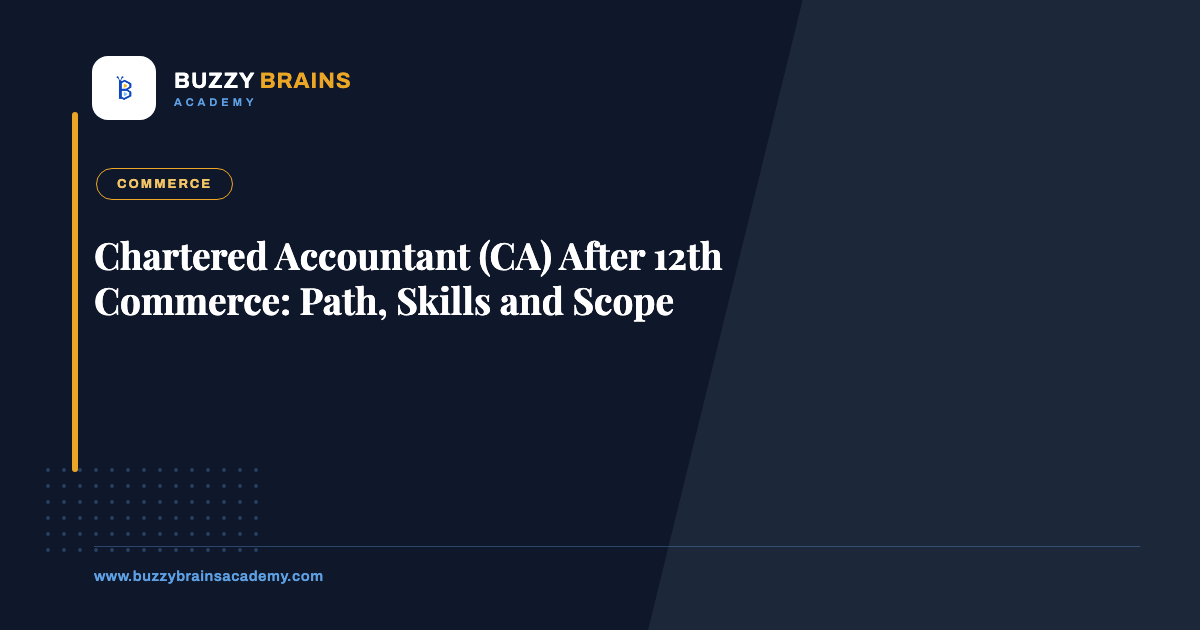 BUZZY BRAINS
ACADEMY
COMMERCE
Chartered Accountant (CA) After 12th
Commerce: Path, Skills and Scope
www.buzzybrainsacademy.com